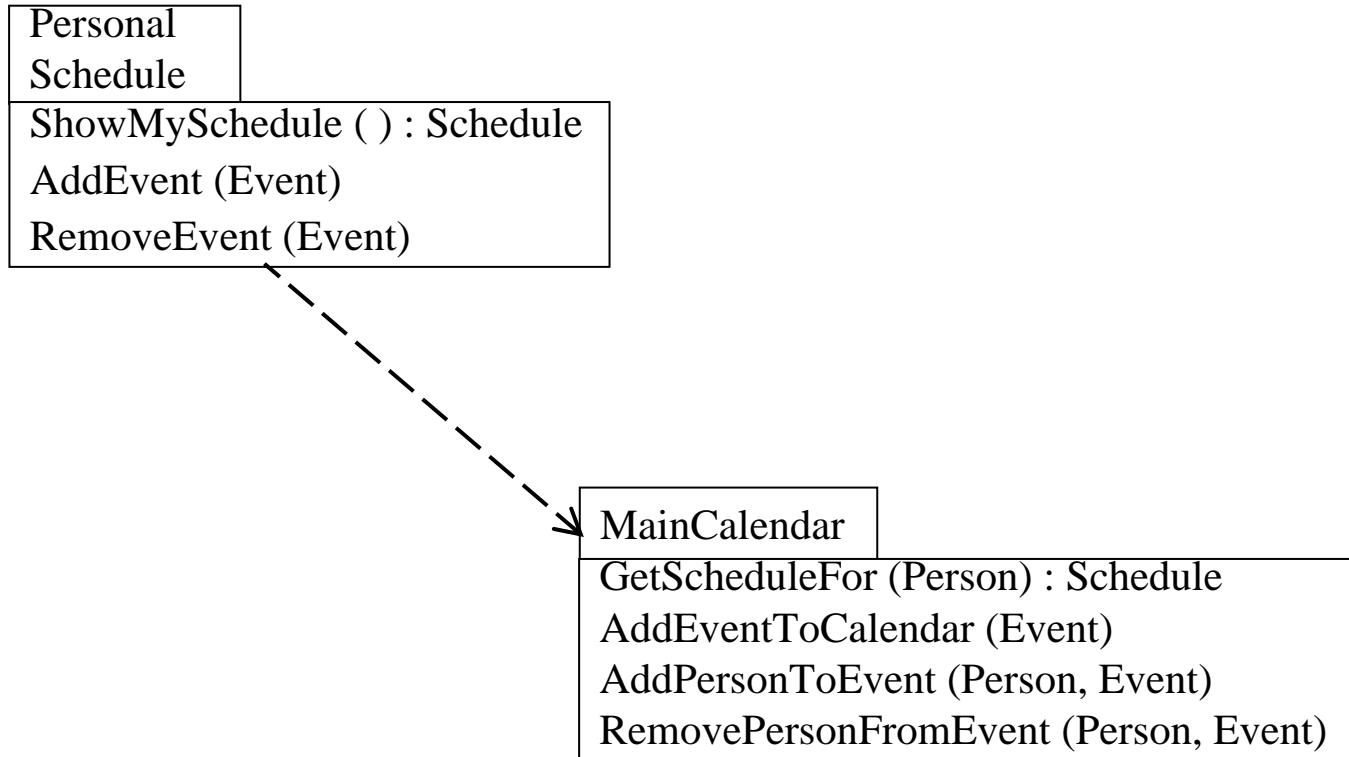 Personal
Schedule
ShowMySchedule ( ) : Schedule
AddEvent (Event)
RemoveEvent (Event)
MainCalendar
GetScheduleFor (Person) : Schedule
AddEventToCalendar (Event)
AddPersonToEvent (Person, Event)
RemovePersonFromEvent (Person, Event)